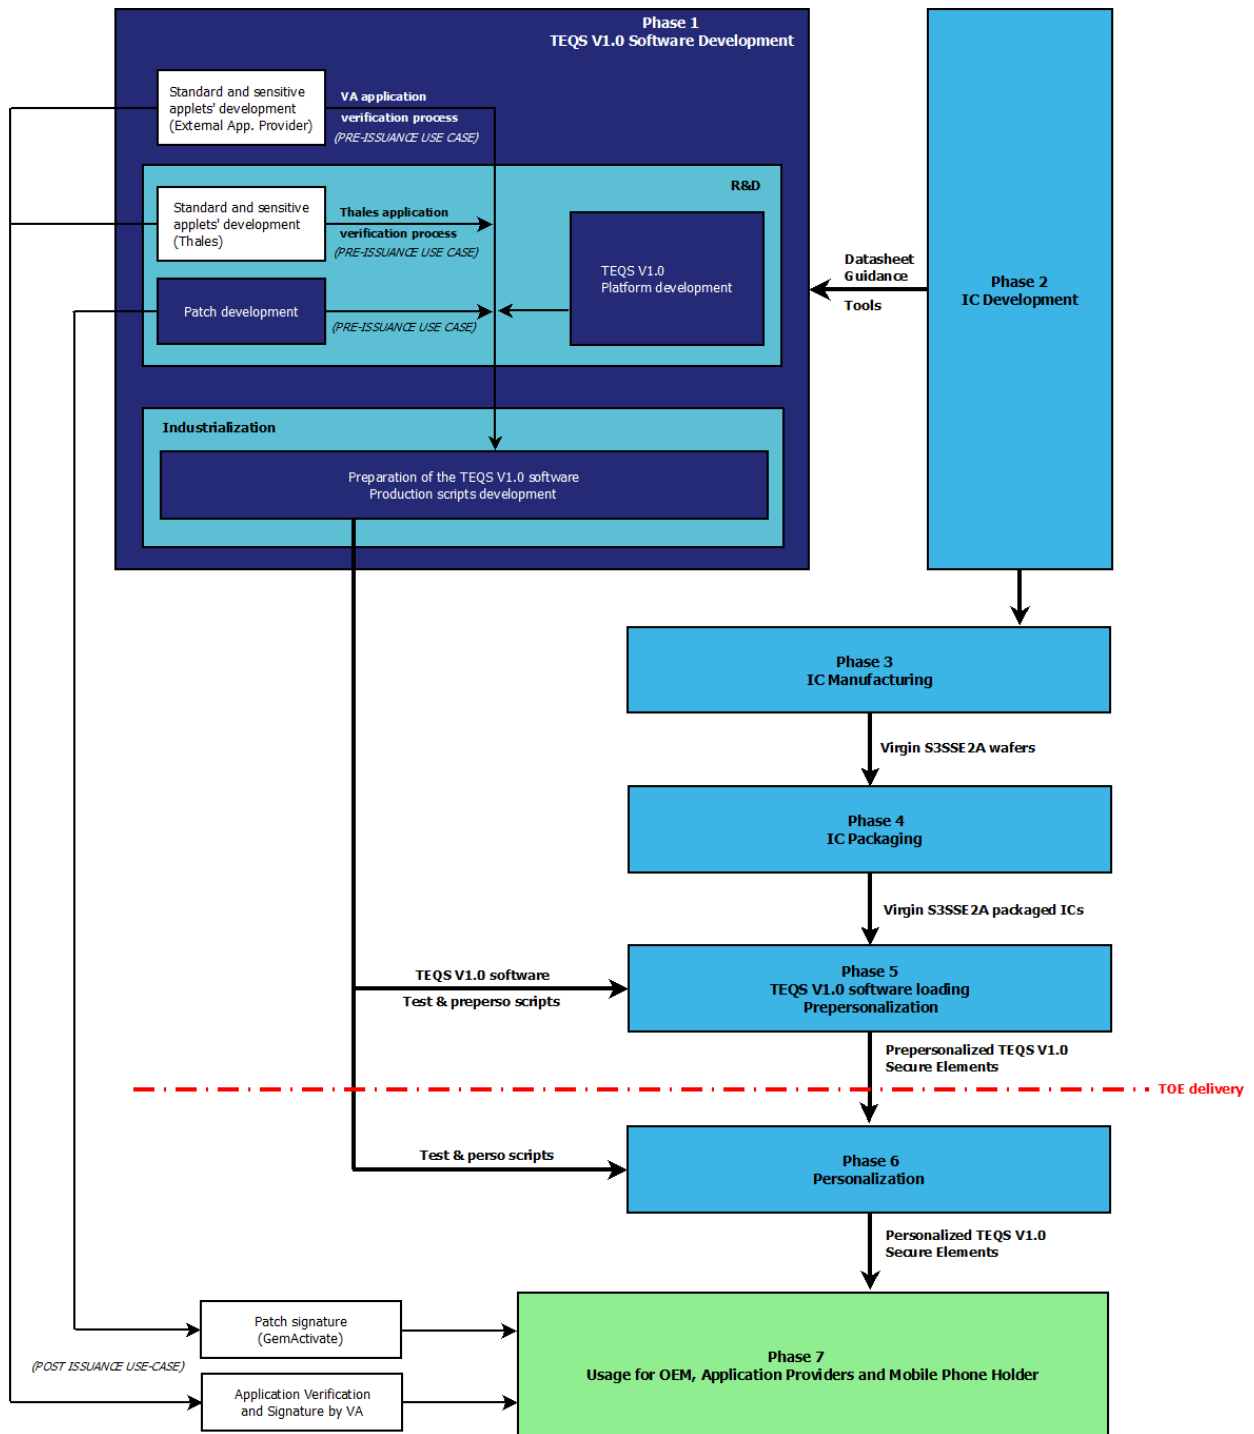 Phase 1
TEQS V1.0 Software Development
Standard and sensitive
applets' development
(External App. Provider)
VA application
verification process
(PRE-ISSUANCE USE CASE)
R&D
Standard and sensitive
applets' development
(Thales)
Thales application
verification process
(PRE-ISSUANCE USE CASE)
TEQS V1.0
Platform development
Patch development
(PRE-ISSUANCE USE CASE)
Datasheet
Guidance
Tools
Phase 2
IC Development
Industrialization
Preparation of the TEQS V1.0 software
Production scripts development
Phase 3
IC Manufacturing
Virgin S3SSE2A wafers
Phase 4
IC Packaging
Virgin S3SSE2A packaged ICs
TEQS V1.0 software
Test & preperso scripts
Phase 5
TEQS V1.0 software loading
Prepersonalization
Prepersonalized TEQS V1.0
Secure Elements
TOE delivery
Test & perso scripts
Phase 6
Personalization
Personalized TEQS V1.0
Secure Elements
Patch signature
(GemActivate)
(POST ISSUANCE USE-CASE)
Application Verification
and Signature by VA
Phase 7
Usage for OEM, Application Providers and Mobile Phone Holder